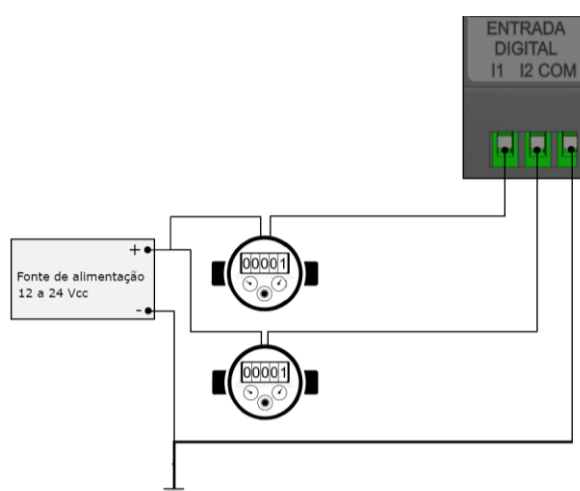 ENTRADA
DIGITAL
I1 I2 COM
+
Fonte de alimentação
12 a 24 Vcc
-
00001
00001